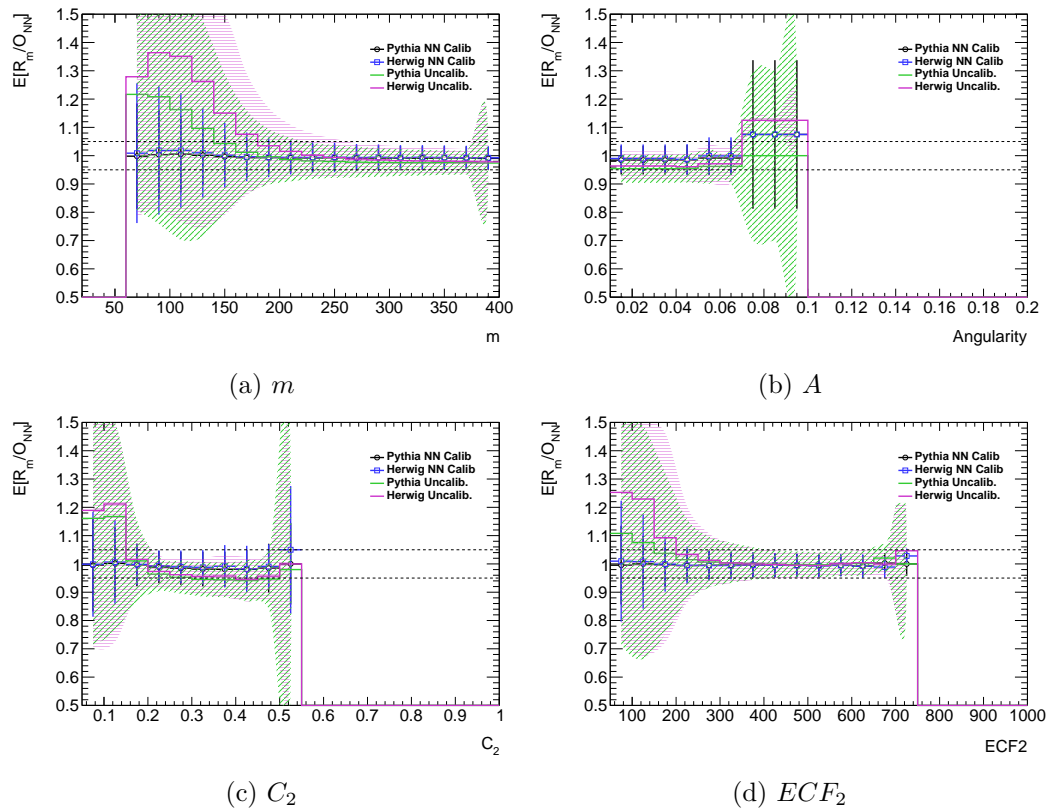 E[R_m/O_NN]
1.5
1.4
1.3
1.2
1.1
1
0.9
0.8
0.7
0.6
0.5
Pythia NN Calib
Herwig NN Calib
Pythia Uncalib.
Herwig Uncalib.
50 100 150 200 250 300 350 400
m
(a) m
E[R_m/O_NN]
1.5
1.4
1.3
1.2
1.1
1
0.9
0.8
0.7
0.6
0.5
Pythia NN Calib
Herwig NN Calib
Pythia Uncalib.
Herwig Uncalib.
0.02 0.04 0.06 0.08 0.1 0.12 0.14 0.16 0.18 0.2
Angularity
(b) A
E[R_m/O_NN]
1.5
1.4
1.3
1.2
1.1
1
0.9
0.8
0.7
0.6
0.5
Pythia NN Calib
Herwig NN Calib
Pythia Uncalib.
Herwig Uncalib.
0.1 0.2 0.3 0.4 0.5 0.6 0.7 0.8 0.9 1
C_2
(c) C_2
E[R_m/O_NN]
1.5
1.4
1.3
1.2
1.1
1
0.9
0.8
0.7
0.6
0.5
Pythia NN Calib
Herwig NN Calib
Pythia Uncalib.
Herwig Uncalib.
100 200 300 400 500 600 700 800 900 1000
ECF2
(d) ECF_2